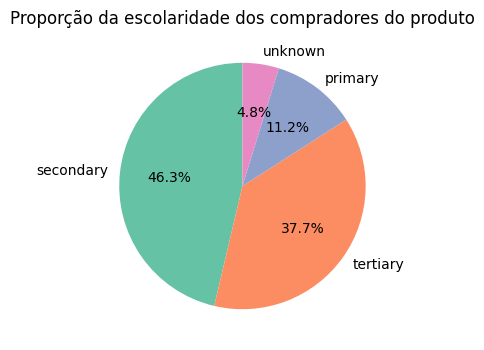 Proporção da escolaridade dos compradores do produto
unknown
primary
4.8%
11.2%
secondary
46.3%
37.7%
tertiary